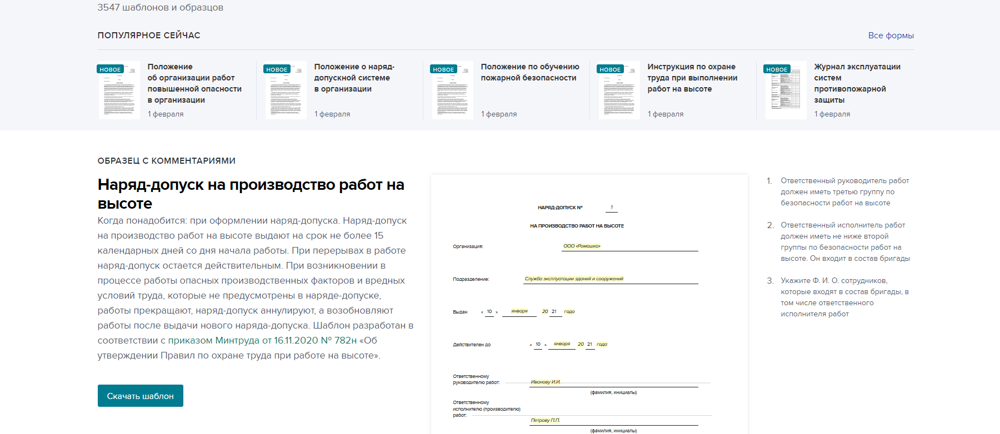 3547 шаблонов и образцов
ПОПУЛЯРНОЕ СЕЙЧАС
Все формы
НОВОЕ
Положение
об организации работ
повышенной опасности
в организации
1 февраля
НОВОЕ
Положение о наряд-
допускной системе
в организации
1 февраля
НОВОЕ
Положение по обучению
пожарной безопасности
1 февраля
НОВОЕ
Инструкция по охране
труда при выполнении
работ на высоте
1 февраля
НОВОЕ
Журнал эксплуатации
систем
противопожарной
защиты
1 февраля
ОБРАЗЕЦ С КОММЕНТАРИЯМИ
Наряд-допуск на производство работ на
высоте
Когда понадобится: при оформлении наряд-допуска. Наряд-допуск
на производство работ на высоте выдают на срок не более 15
календарных дней со дня начала работы. При перерывах в работе
наряд-допуск остается действительным. При возникновении в
процессе работы опасных производственных факторов и вредных
условий труда, которые не предусмотрены в наряде-допуске,
работы прекращают, наряд-допуск аннулируют, а возобновляют
работы после выдачи нового наряда-допуска. Шаблон разработан в
соответствии с приказом Минтруда от 16.11.2020 № 782н «Об
утверждении Правил по охране труда при работе на высоте».
Скачать шаблон
НАРЯД-ДОПУСК № 1
НА ПРОИЗВОДСТВО РАБОТ НА ВЫСОТЕ
Организация: ООО «Ромашка»
Подразделение: Служба эксплуатации зданий и сооружений
Выдан « 10 » января 20 21 года
Действителен до « 10 » января 20 21 года
Ответственному
руководителю работ: Иванову И.И.
(фамилия, инициалы)
Ответственному
исполнителю (производителю)
работ: Петрову П.П.
(фамилия, инициалы)
1. Ответственный руководитель работ
должен иметь третью группу по
безопасности работ на высоте
2. Ответственный исполнитель работ
должен иметь не ниже второй
группы по безопасности работ на
высоте. Он входит в состав бригады
3. Укажите Ф. И. О. сотрудников,
которые входят в состав бригады, в
том числе ответственного
исполнителя работ